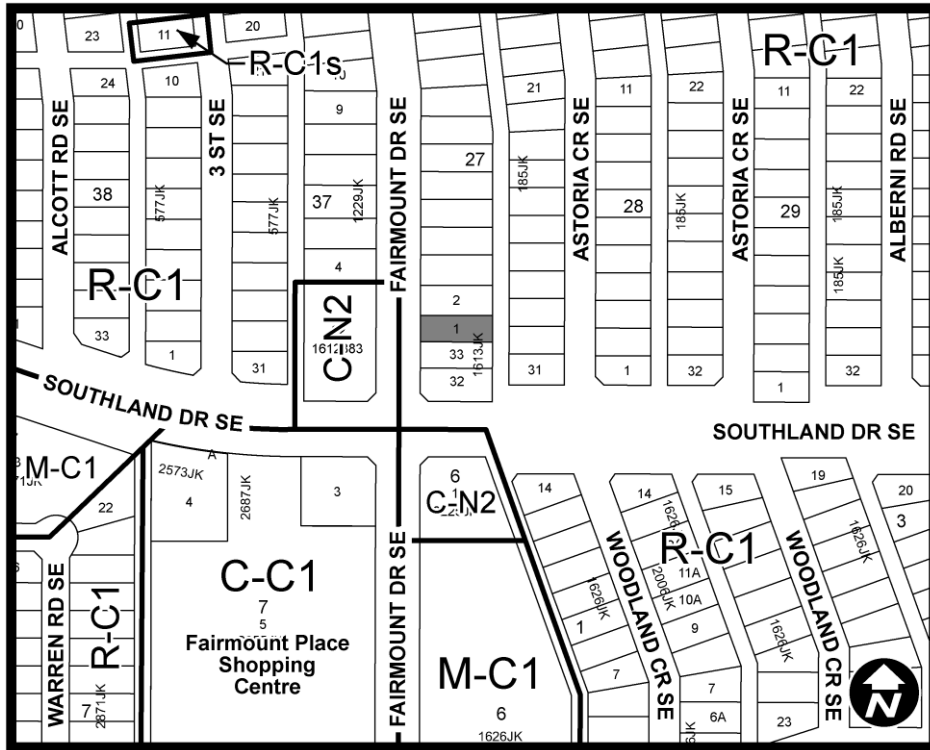 23
11
20
R-C1s
R-C1
24
10
9
21
11
22
11
22
ALCOTT RD SE
3 ST SE
FAIRMOUNT DR SE
ASTORIA CR SE
ASTORIA CR SE
ALBERNI RD SE
27
38
577JK
577JK
37
1229JK
185JK
28
185JK
29
185JK
185JK
4
R-C1
C-N2
2
1
33
1613JK
32
33
1
31
31
1
32
1
32
SOUTHLAND DR SE
SOUTHLAND DR SE
M-C1
A
2573JK
4
2687JK
3
6
C-N2
22
14
14
15
19
20
3
1626JK
R-C1
11A
2006JK
10A
9
1626JK
1
7
1626JK
7
6A
23
WOODLAND CR SE
WOODLAND CR SE
WARREN RD SE
R-C1
7
2871JK
C-C1
7
5
Fairmount Place
Shopping
Centre
FAIRMOUNT DR SE
M-C1
6
1626JK
N